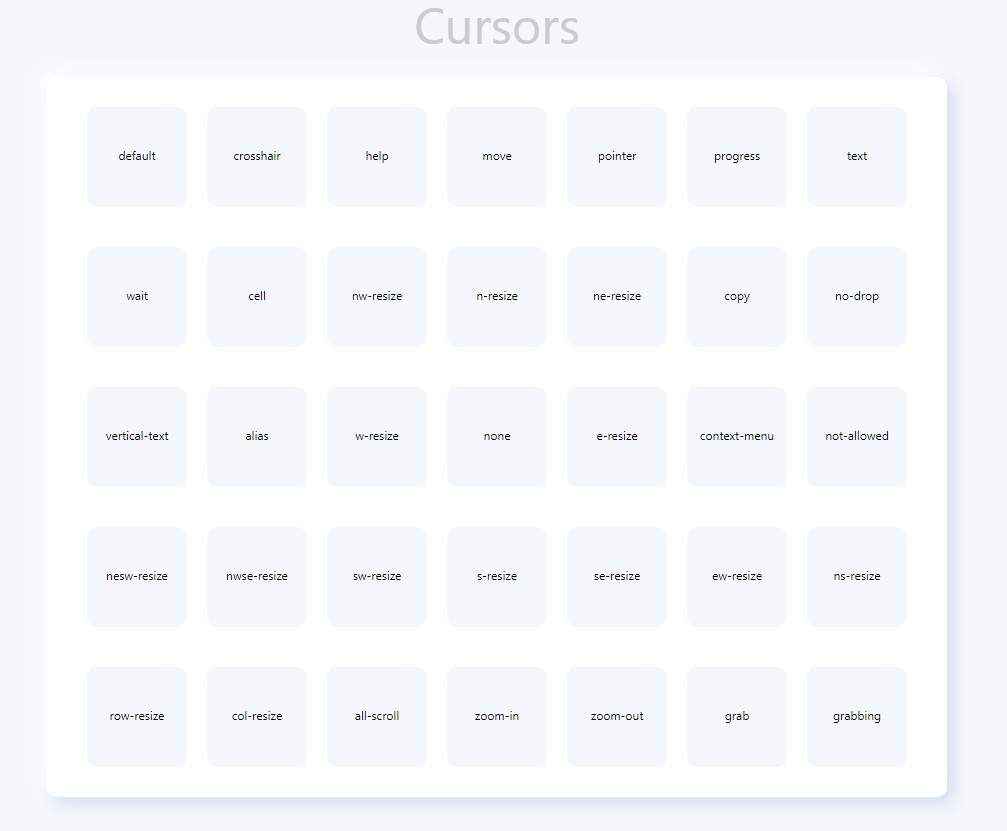 Cursors
default crosshair help move pointer progress text
wait cell nw-resize n-resize ne-resize copy no-drop
vertical-text alias w-resize none e-resize context-menu not-allowed
nesw-resize nwse-resize sw-resize s-resize se-resize ew-resize ns-resize
row-resize col-resize all-scroll zoom-in zoom-out grab grabbing